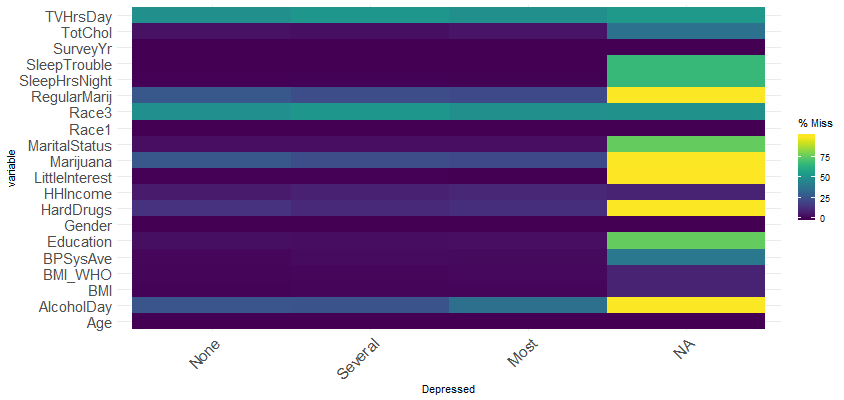 TVHrsDay
TotChol
SurveyYr
SleepTrouble
SleepHrsNight
RegularMarij
Race3
Race1
MaritalStatus
Marijuana
LittleInterest
HHIncome
HardDrugs
Gender
Education
BPSysAve
BMI_WHO
BMI
AlcoholDay
Age
variable
None
Several
Most
NA
Depressed
% Miss
75
50
25
0